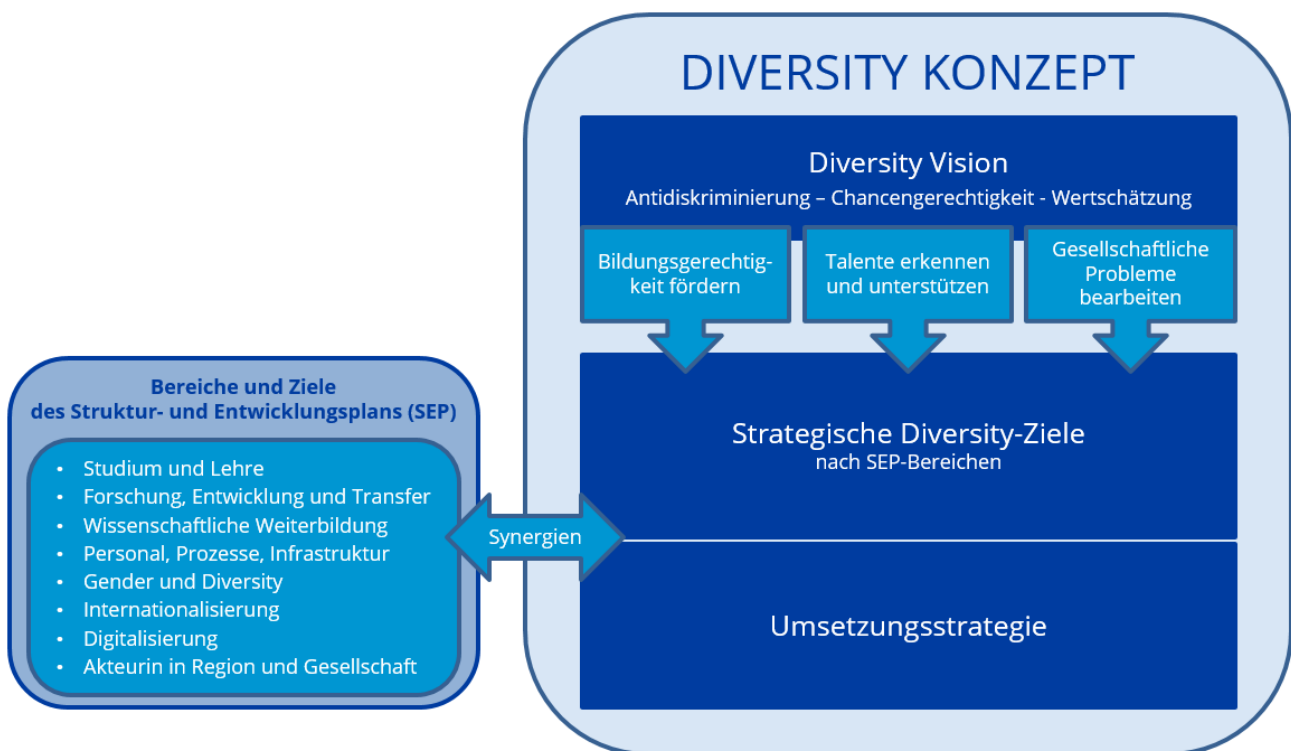 DIVERSITY KONZEPT
Diversity Vision
Antidiskriminierung – Chancengerechtigkeit - Wertschätzung
Bildungsgerechtig-
keit fördern
Talente erkennen
und unterstützen
Gesellschaftliche
Probleme
bearbeiten
Strategische Diversity-Ziele
nach SEP-Bereichen
Umsetzungsstrategie
Synergien
Bereiche und Ziele
des Struktur- und Entwicklungsplans (SEP)
• Studium und Lehre
• Forschung, Entwicklung und Transfer
• Wissenschaftliche Weiterbildung
• Personal, Prozesse, Infrastruktur
• Gender und Diversity
• Internationalisierung
• Digitalisierung
• Akteurin in Region und Gesellschaft